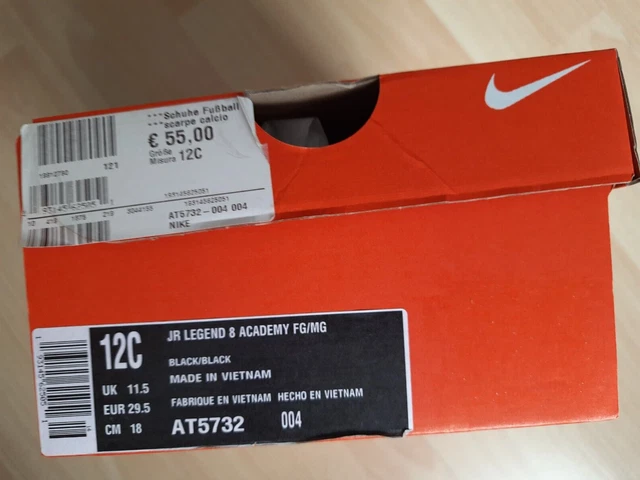 ---Schuhe Fußball
---scarpe calcio
€ 55,00
Größe
Misura 12C
121
193145625051
AT5732-004 004
NIKE
12C
JR LEGEND 8 ACADEMY FG/MG
BLACK/BLACK
MADE IN VIETNAM
FABRIQUE EN VIETNAM HECHO EN VIETNAM
UK 11.5
EUR 29.5
CM 18
AT5732 004